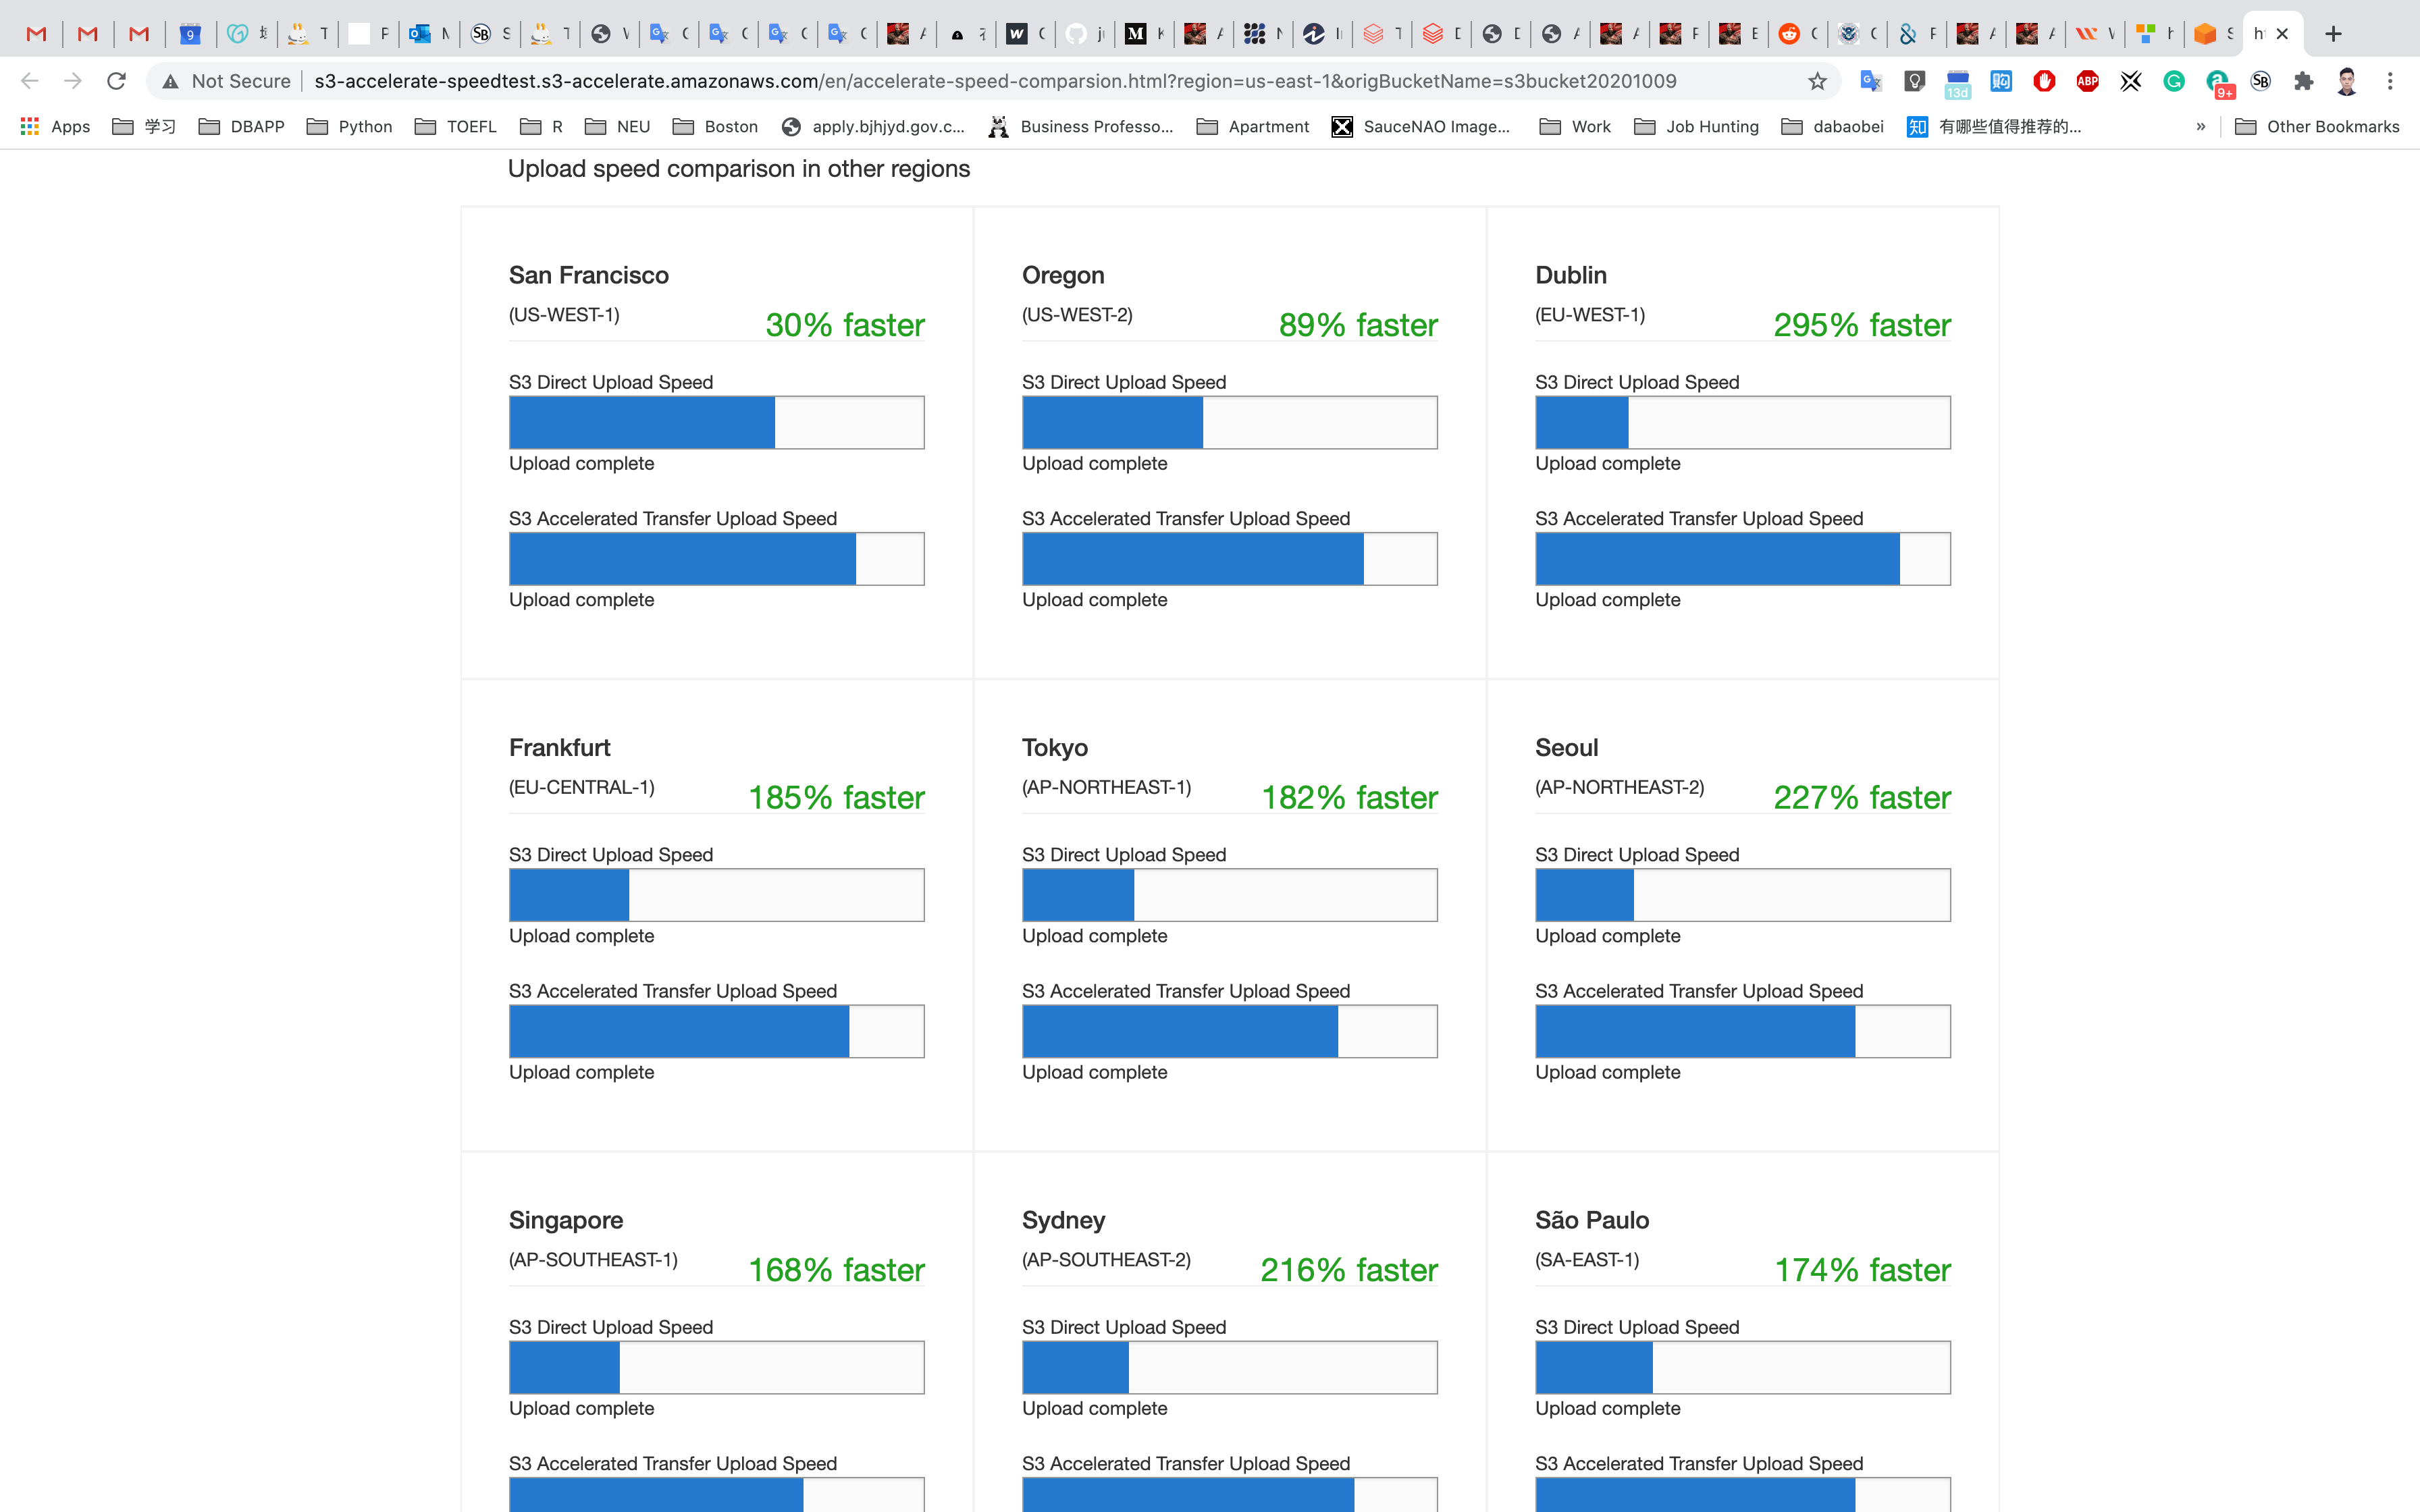 Not Secure s3-accelerate-speedtest.s3-accelerate.amazonaws.com/en/accelerate-speed-comparsion.html?region=us-east-1&origBucketName=s3bucket20201009
13d ABP 9+
Apps 学习 DBAPP Python TOEFL R NEU Boston apply.bjhjyd.gov.c... Business Professo... Apartment SauceNAO Image... Work Job Hunting dabaobei 知 有哪些值得推荐的... » Other Bookmarks
Upload speed comparison in other regions
San Francisco
(US-WEST-1)
30% faster
S3 Direct Upload Speed
Upload complete
S3 Accelerated Transfer Upload Speed
Upload complete
Oregon
(US-WEST-2)
89% faster
S3 Direct Upload Speed
Upload complete
S3 Accelerated Transfer Upload Speed
Upload complete
Dublin
(EU-WEST-1)
295% faster
S3 Direct Upload Speed
Upload complete
S3 Accelerated Transfer Upload Speed
Upload complete
Frankfurt
(EU-CENTRAL-1)
185% faster
S3 Direct Upload Speed
Upload complete
S3 Accelerated Transfer Upload Speed
Upload complete
Tokyo
(AP-NORTHEAST-1)
182% faster
S3 Direct Upload Speed
Upload complete
S3 Accelerated Transfer Upload Speed
Upload complete
Seoul
(AP-NORTHEAST-2)
227% faster
S3 Direct Upload Speed
Upload complete
S3 Accelerated Transfer Upload Speed
Upload complete
Singapore
(AP-SOUTHEAST-1)
168% faster
S3 Direct Upload Speed
Upload complete
S3 Accelerated Transfer Upload Speed
Sydney
(AP-SOUTHEAST-2)
216% faster
S3 Direct Upload Speed
Upload complete
S3 Accelerated Transfer Upload Speed
São Paulo
(SA-EAST-1)
174% faster
S3 Direct Upload Speed
Upload complete
S3 Accelerated Transfer Upload Speed